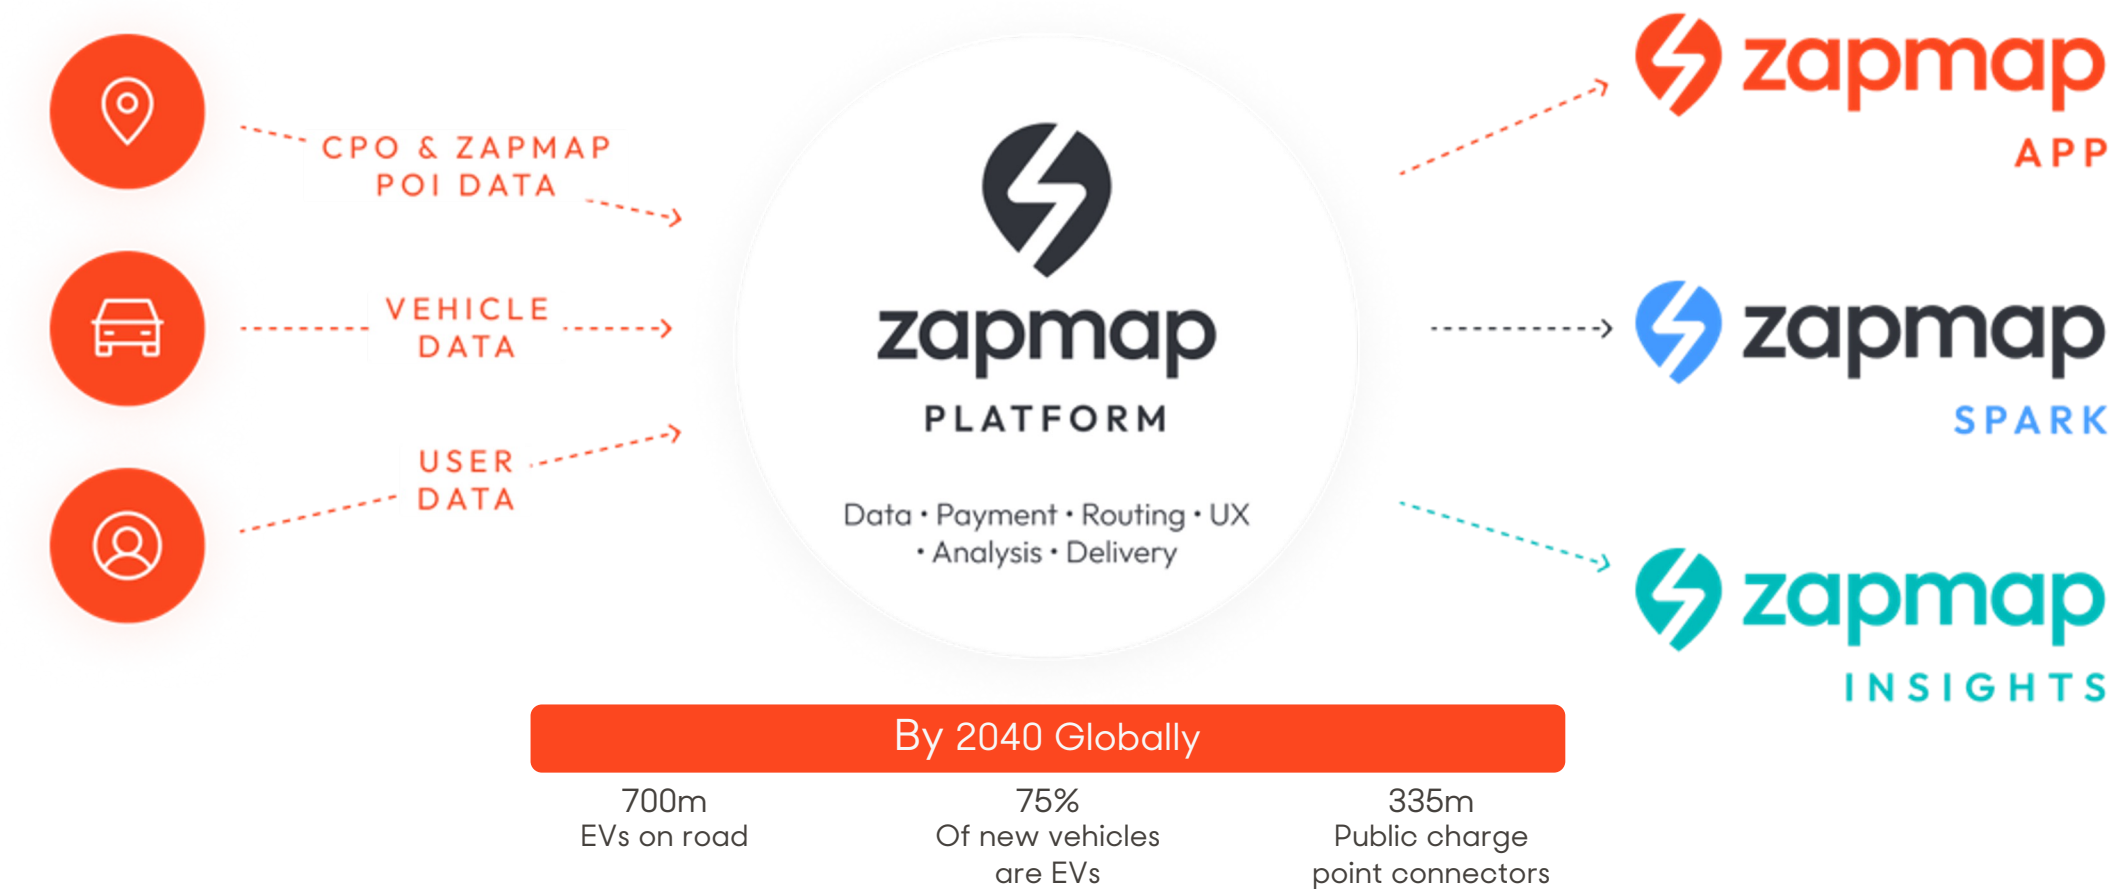 CPO & ZAPMAP
POI DATA
VEHICLE
DATA
USER
DATA
zapmap
PLATFORM
Data • Payment • Routing • UX
• Analysis • Delivery
zapmap
APP
zapmap
SPARK
zapmap
INSIGHTS
By 2040 Globally
700m
EVs on road
75%
Of new vehicles
are EVs
335m
Public charge
point connectors